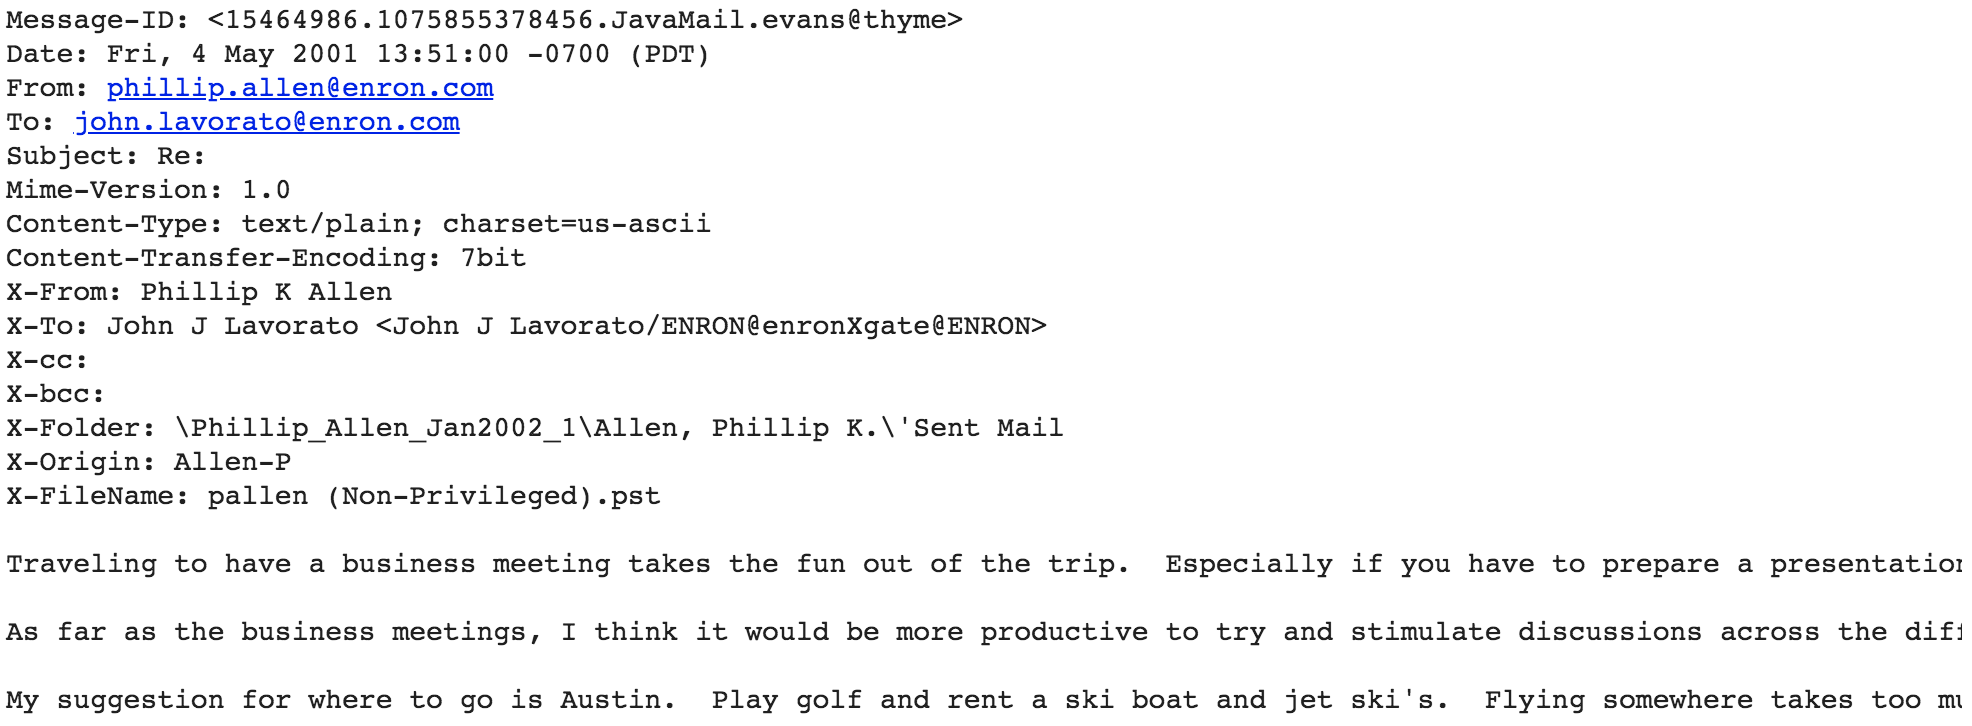 Message-ID: <15464986.1075855378456.JavaMail.evans@thyme>
Date: Fri, 4 May 2001 13:51:00 -0700 (PDT)
From: phillip.allen@enron.com
To: john.lavorato@enron.com
Subject: Re:
Mime-Version: 1.0
Content-Type: text/plain; charset=us-ascii
Content-Transfer-Encoding: 7bit
X-From: Phillip K Allen
X-To: John J Lavorato <John J Lavorato/ENRON@enronXgate@ENRON>
X-cc:
X-bcc:
X-Folder: \Phillip_Allen_Jan2002_1\Allen, Phillip K.\'Sent Mail
X-Origin: Allen-P
X-FileName: pallen (Non-Privileged).pst
Traveling to have a business meeting takes the fun out of the trip.  Especially if you have to prepare a presentation
As far as the business meetings, I think it would be more productive to try and stimulate discussions across the
My suggestion for where to go is Austin.  Play golf and rent a ski boat and jet ski's.  Flying somewhere takes too